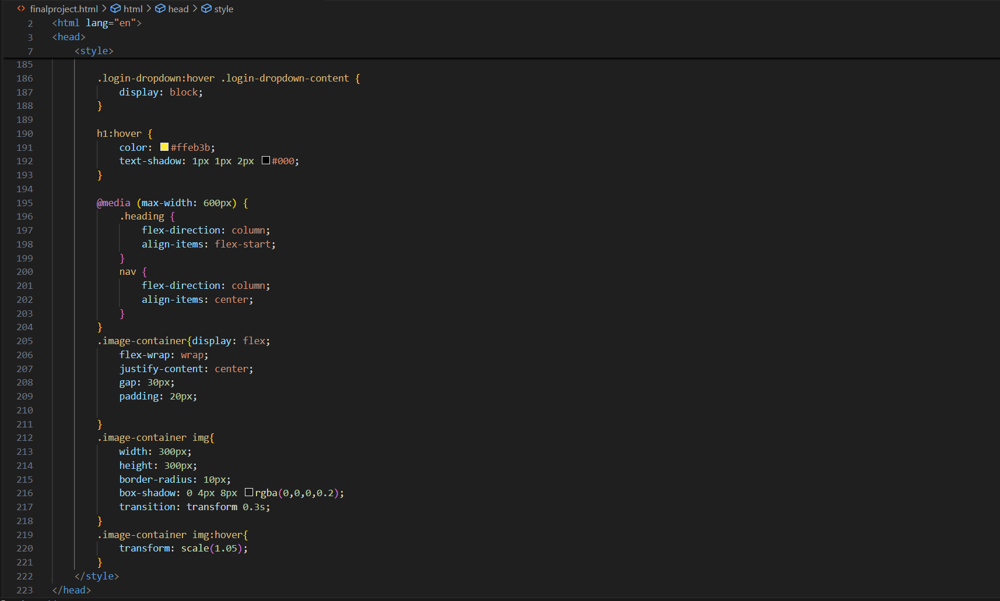 finalproject.html > html > head > style
2 <html lang="en">
3 <head>
7 <style>
185
186 .login-dropdown:hover .login-dropdown-content {
187 display: block;
188 }
189
190 h1:hover {
191 color: #ffeb3b;
192 text-shadow: 1px 1px 2px #000;
193 }
194
195 @media (max-width: 600px) {
196 .heading {
197 flex-direction: column;
198 align-items: flex-start;
199 }
200 nav {
201 flex-direction: column;
202 align-items: center;
203 }
204 }
205 .image-container{display: flex;
206 flex-wrap: wrap;
207 justify-content: center;
208 gap: 30px;
209 padding: 20px;
210
211 }
212 .image-container img{
213 width: 300px;
214 height: 300px;
215 border-radius: 10px;
216 box-shadow: 0 4px 8px rgba(0,0,0,0.2);
217 transition: transform 0.3s;
218 }
219 .image-container img:hover{
220 transform: scale(1.05);
221 }
222 </style>
223 </head>